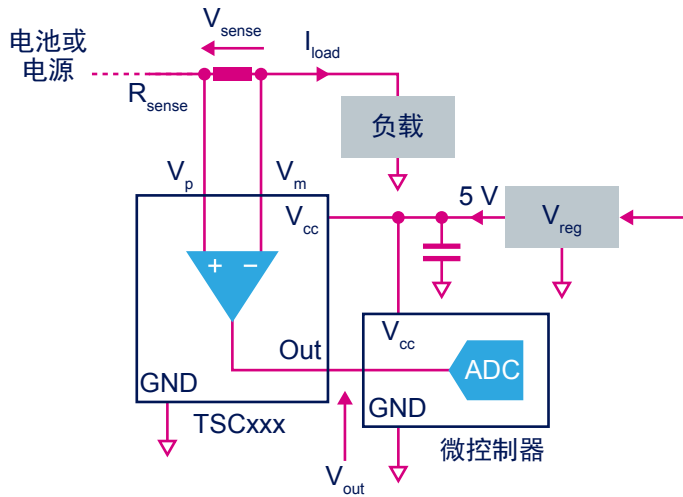 Vsense
电池或
电源
Iload
Rsense
负载
Vp
Vm
Vcc
5 V
Vreg
+
−
Vcc
Out
ADC
GND
GND
TSCxxx
微控制器
Vout